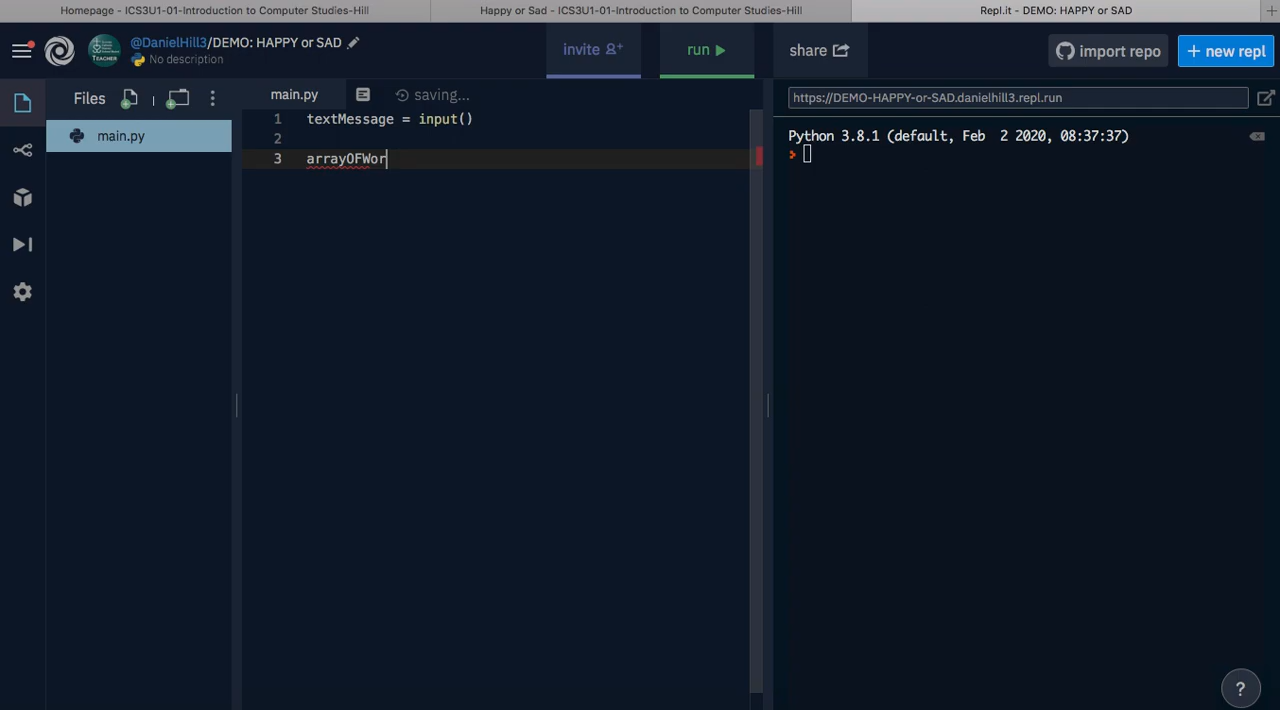 Homepage - ICS3U1-01-Introduction to Computer Studies-Hill
Happy or Sad - ICS3U1-01-Introduction to Computer Studies-Hill
Repl.it - DEMO: HAPPY or SAD
@DanielHill3/DEMO: HAPPY or SAD
No description
TEACHER
invite
run
share
import repo
+ new repl
Files
main.py
main.py
saving...
1 textMessage = input()
2
3 arrayOFWor
https://DEMO-HAPPY-or-SAD.danielhill3.repl.run
Python 3.8.1 (default, Feb  2 2020, 08:37:37)
?